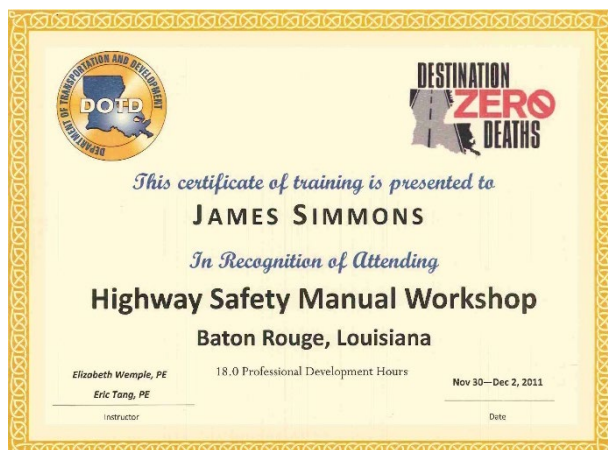 DEPARTMENT OF TRANSPORTATION AND DEVELOPMENT
DOTD
DESTINATION
ZERO
DEATHS
This certificate of training is presented to
JAMES SIMMONS
In Recognition of Attending
Highway Safety Manual Workshop
Baton Rouge, Louisiana
18.0 Professional Development Hours
Elizabeth Wemple, PE
Eric Tang, PE
Instructor
Nov 30—Dec 2, 2011
Date